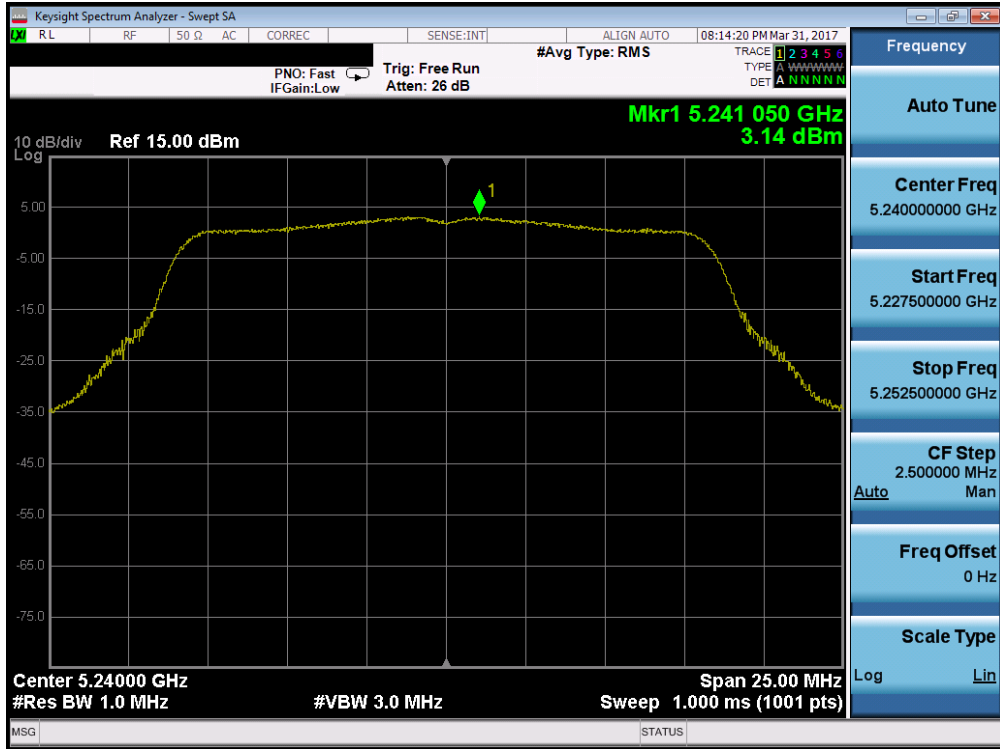 Keysight Spectrum Analyzer - Swept SA
LXI RL RF 50 Ω AC CORREC SENSE:INT ALIGN AUTO 08:14:20 PM Mar 31, 2017
Frequency
#Avg Type: RMS
TRACE 1 2 3 4 5 6
PNO: Fast Trig: Free Run
TYPE A WWWWW
IFGain:Low Atten: 26 dB
DET A N N N N N
Auto Tune
Mkr1 5.241 050 GHz
3.14 dBm
10 dB/div Ref 15.00 dBm
Log
1
5.00
-5.00
-15.0
-25.0
-35.0
-45.0
-55.0
-65.0
-75.0
Center Freq
5.240000000 GHz
Start Freq
5.227500000 GHz
Stop Freq
5.252500000 GHz
CF Step
2.500000 MHz
Auto Man
Freq Offset
0 Hz
Scale Type
Log Lin
Center 5.24000 GHz Span 25.00 MHz
#Res BW 1.0 MHz #VBW 3.0 MHz Sweep 1.000 ms (1001 pts)
MSG STATUS